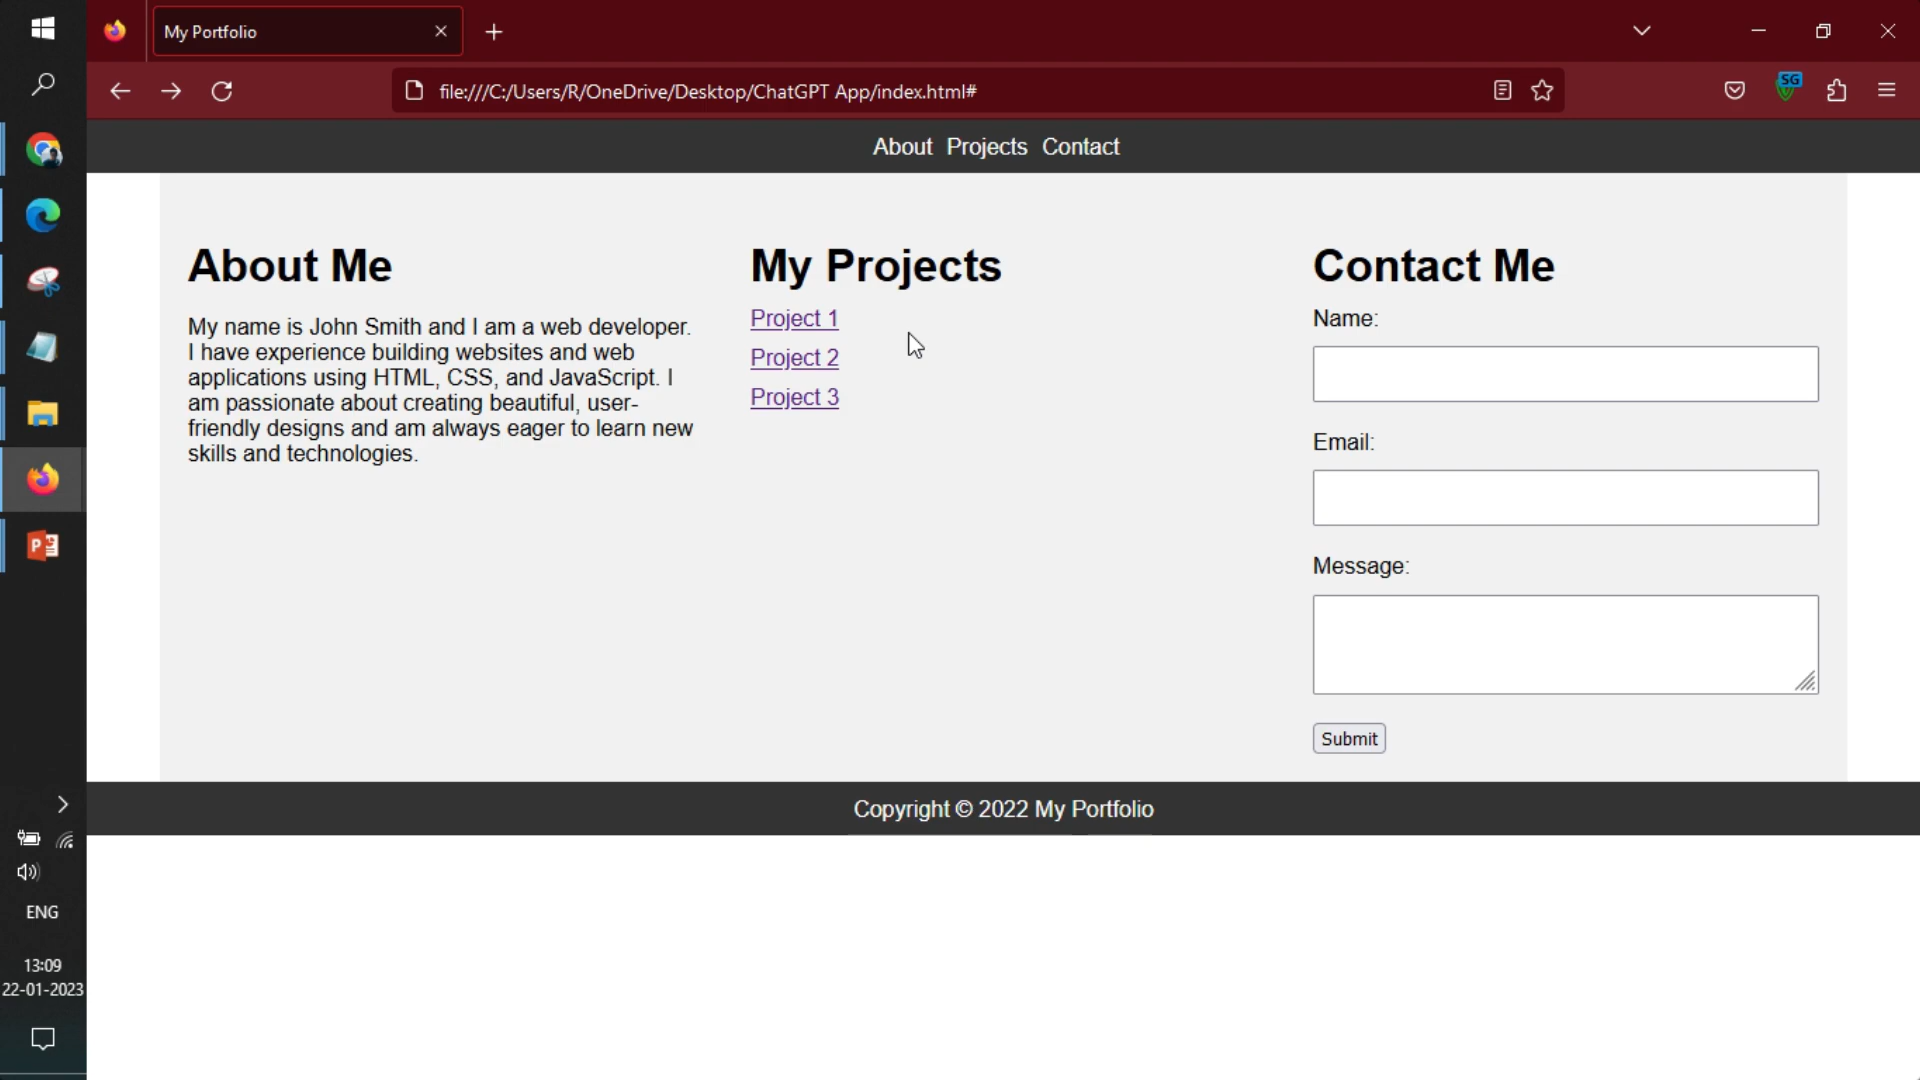 My Portfolio
file:///C:/Users/R/OneDrive/Desktop/ChatGPT App/index.html#
SG
About Projects Contact
About Me
My name is John Smith and I am a web developer.
I have experience building websites and web
applications using HTML, CSS, and JavaScript. I
am passionate about creating beautiful, user-
friendly designs and am always eager to learn new
skills and technologies.
My Projects
Project 1
Project 2
Project 3
Contact Me
Name:
Email:
Message:
Submit
Copyright © 2022 My Portfolio
P
ENG
13:09
22-01-2023